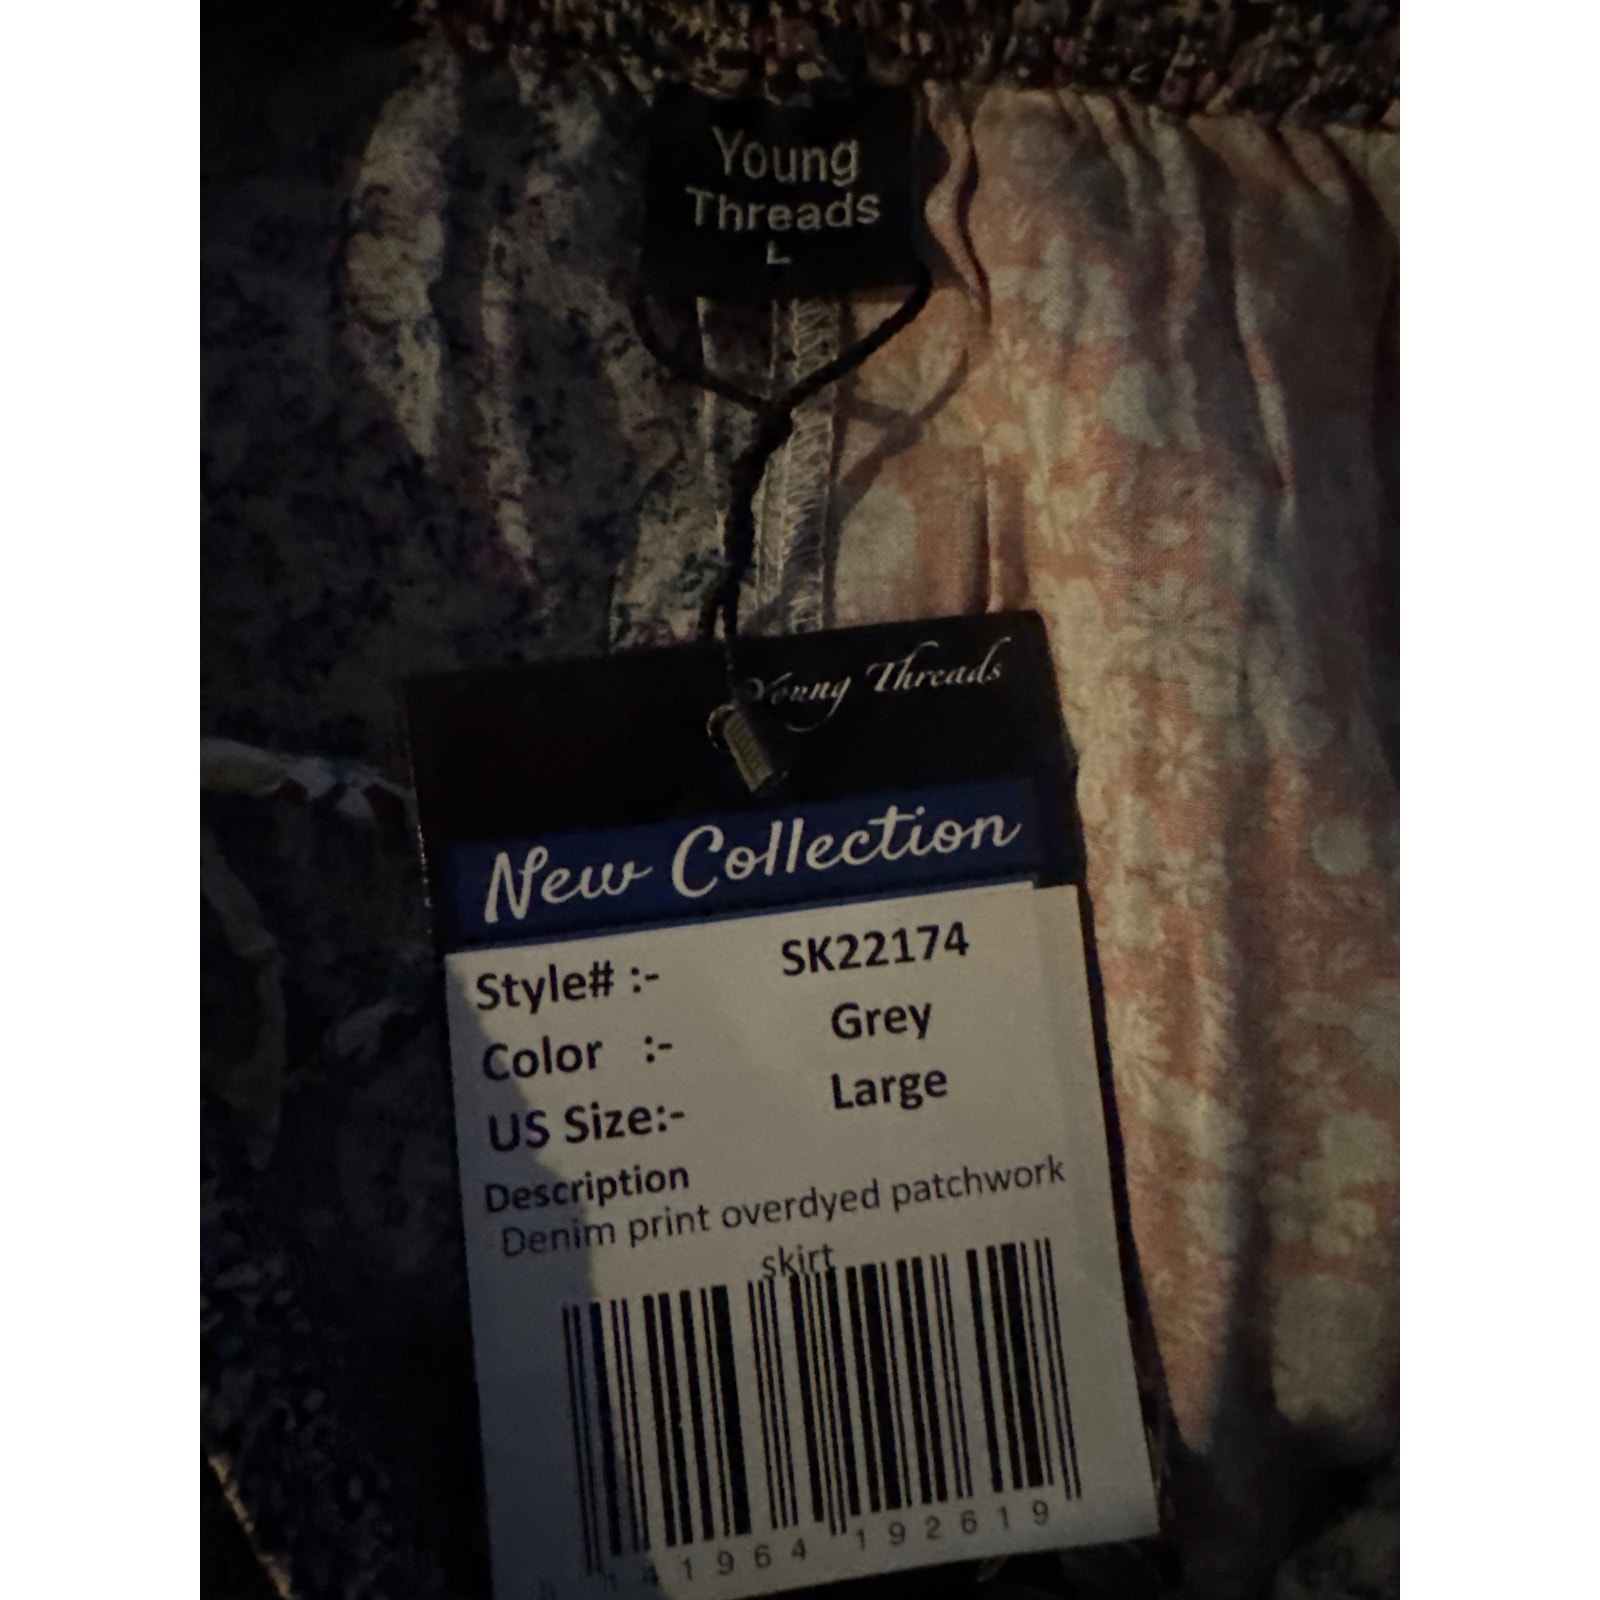 Young
Threads
L
Young Threads
New Collection
Style# :- SK22174
Color :- Grey
US Size:- Large
Description
Denim print overdyed patchwork
skirt
41964 192619